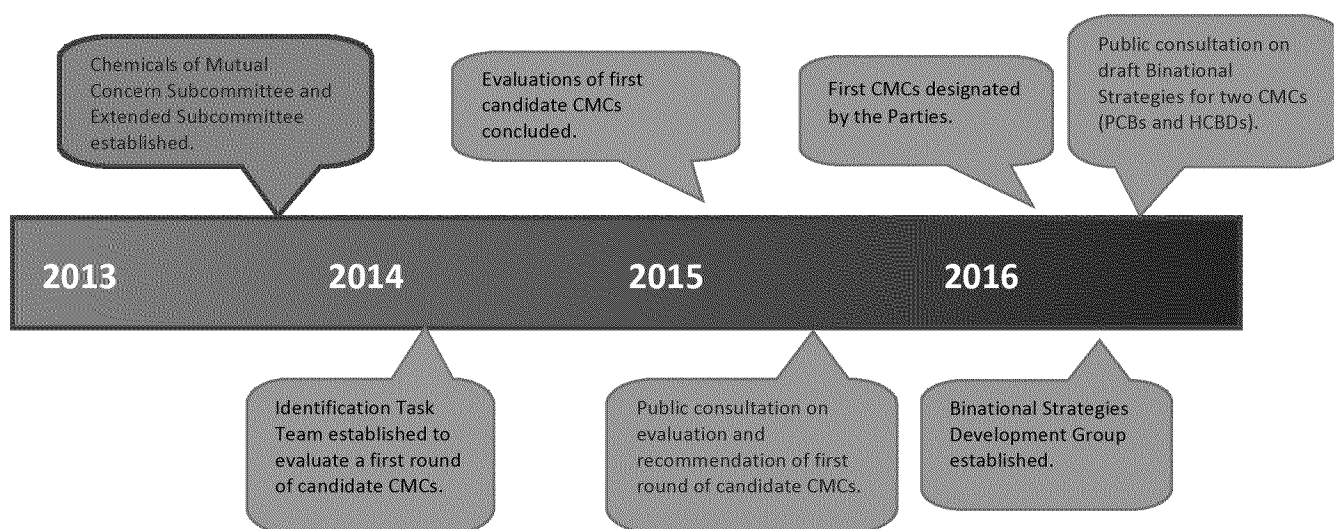 Chemicals of Mutual
Concern Subcommittee and
Extended Subcommittee
established.
Evaluations of first
candidate CMCs
concluded.
First CMCs designated
by the Parties.
Public consultation on
draft Binational
Strategies for two CMCs
(PCBs and HCBDs).
2013
2014
2015
2016
Identification Task
Team established to
evaluate a first round
of candidate CMCs.
Public consultation on
evaluation and
recommendation of first
round of candidate CMCs.
Binational Strategies
Development Group
established.